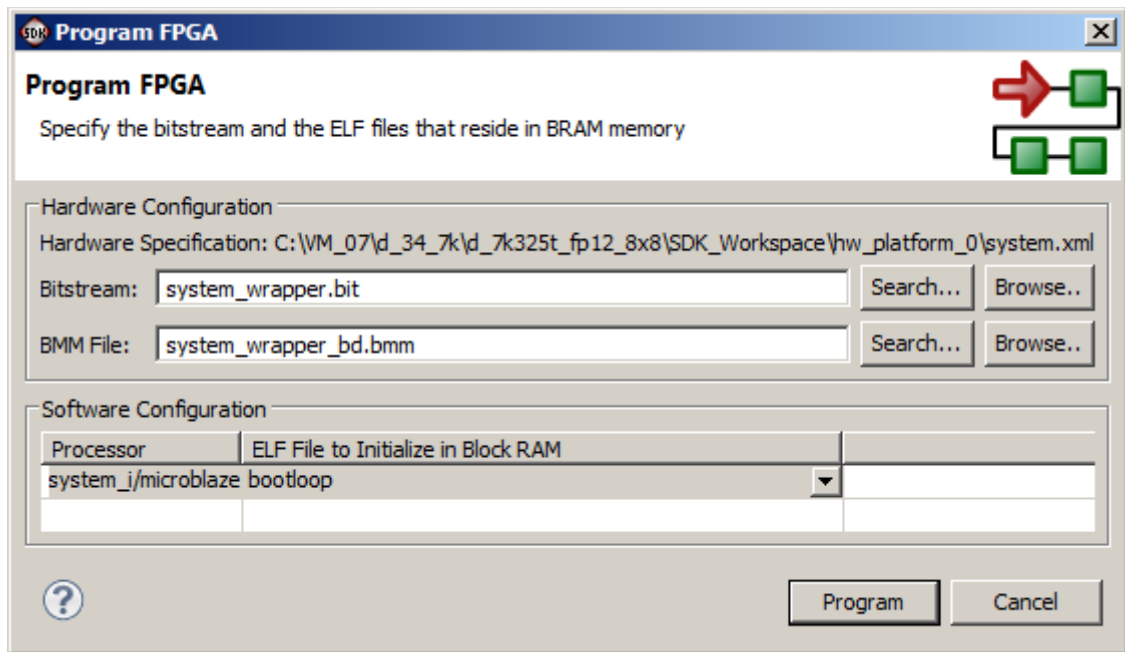 SDK Program FPGA
Program FPGA
Specify the bitstream and the ELF files that reside in BRAM memory
Hardware Configuration
Hardware Specification: C:\VM_07\d_34_7k\d_7k325t_fp12_8x8\SDK_Workspace\hw_platform_0\system.xml
Bitstream: system_wrapper.bit Search... Browse..
BMM File: system_wrapper_bd.bmm Search... Browse..
Software Configuration
Processor ELF File to Initialize in Block RAM
system_i/microblaze bootloop
? Program Cancel